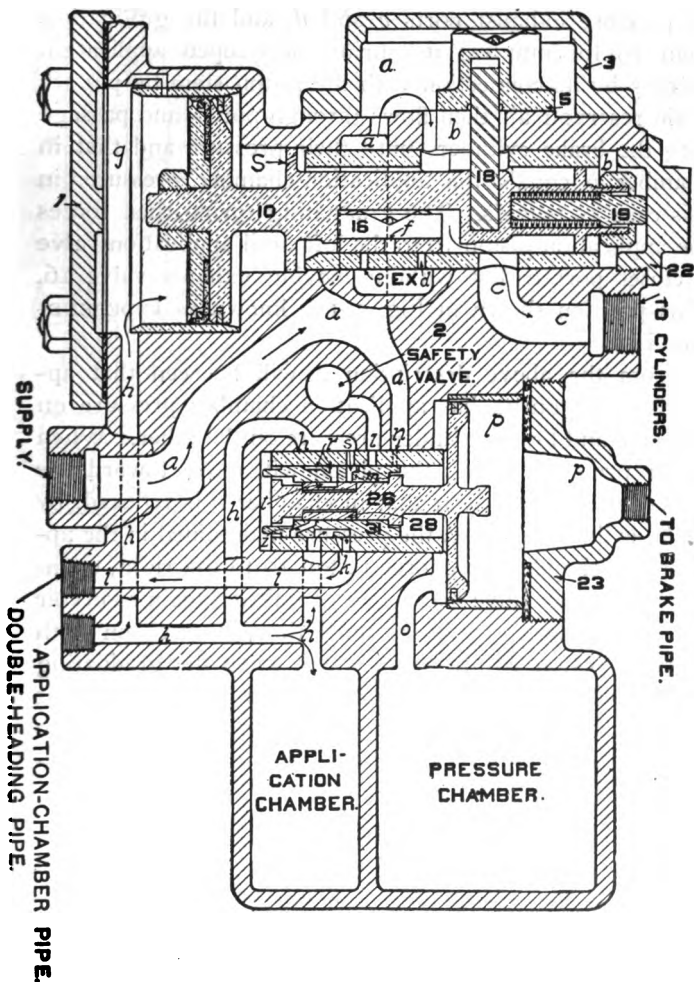 a
3
g
a
b
5
S
b
1
18
10
16
f
19
e
EX
d
22
a
c
c
2
SAFETY
VALVE.
a
TO CYLINDERS.
h
SUPPLY.
a
h
r
s
l
n
p
p
h
26
28
31
h
l
l
k
23
TO BRAKE PIPE.
h
h
o
DOUBLE-HEADING PIPE.
APPLICATION-CHAMBER PIPE.
APPLI-
CATION
CHAMBER.
PRESSURE
CHAMBER.